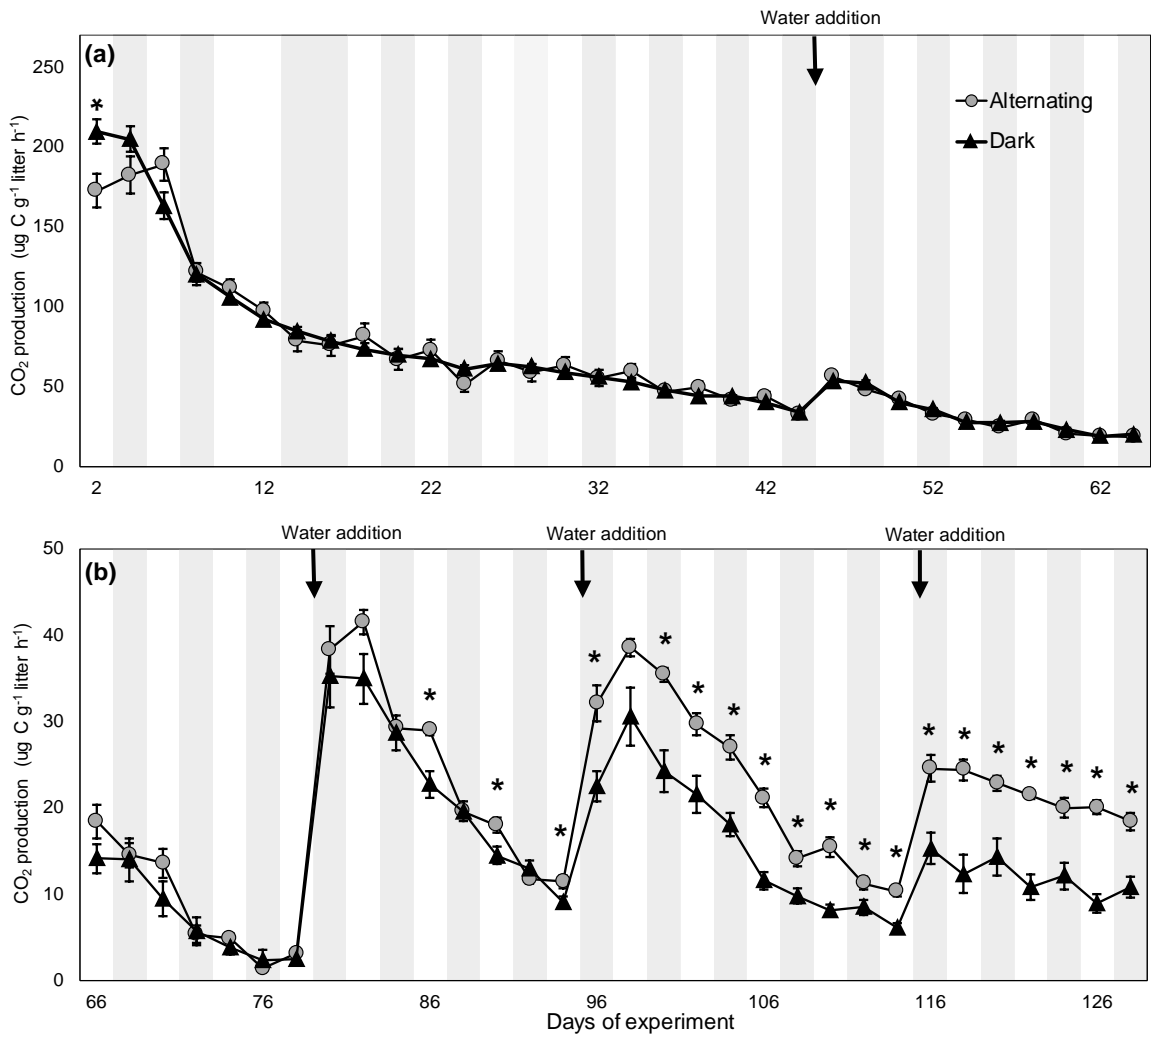 Water addition
(a)
250
200
150
100
50
0
CO₂ production (ug C g⁻¹ litter h⁻¹)
*
Alternating
Dark
2 12 22 32 42 52 62
Water addition Water addition Water addition
(b)
50
40
30
20
10
0
CO₂ production (ug C g⁻¹ litter h⁻¹)
* * * * * * * * * * * * * * * * * * * *
66 76 86 96 106 116 126
Days of experiment